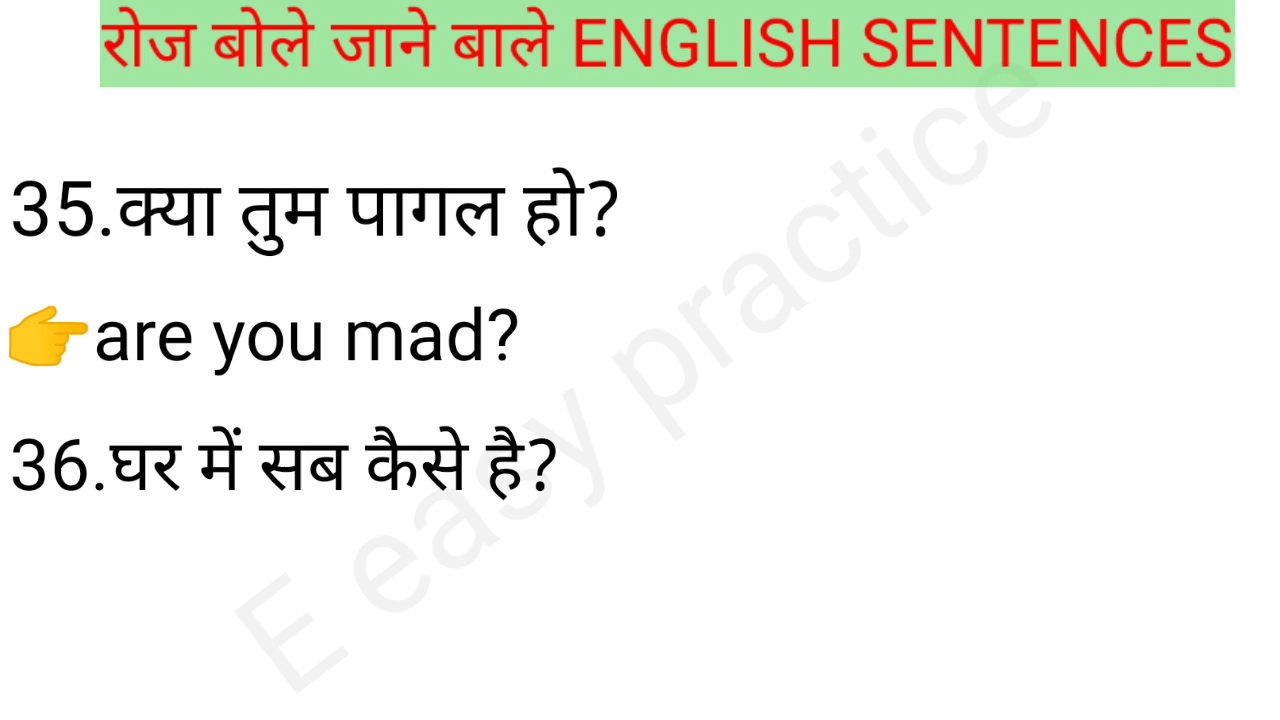 रोज बोले जाने बाले ENGLISH SENTENCES
35.क्या तुम पागल हो?
👉are you mad?
36.घर में सब कैसे है?
E easy practice